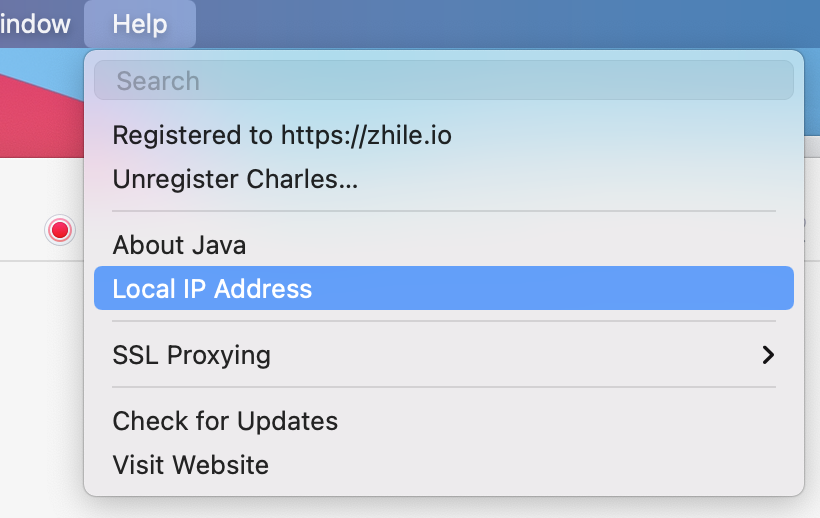 indow Help
Search
Registered to https://zhile.io
Unregister Charles...
About Java
Local IP Address
SSL Proxying
Check for Updates
Visit Website